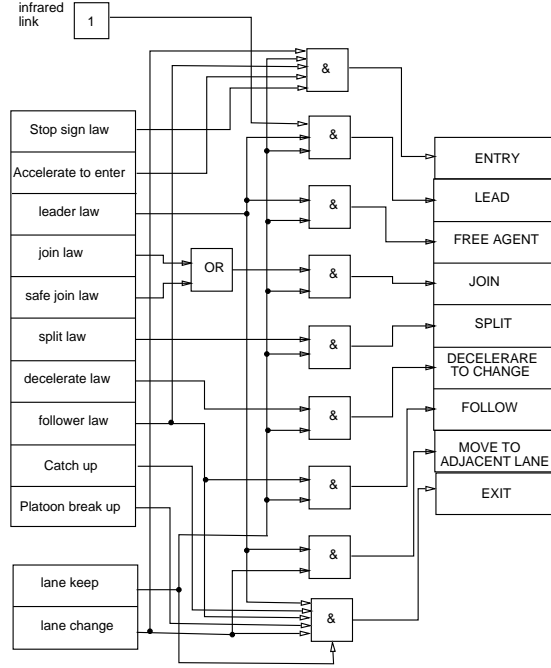 infrared
link
1
&
Stop sign law
Accelerate to enter
leader law
join law
safe join law
split law
decelerate law
follower law
Catch up
Platoon break up
lane keep
lane change
OR
&
&
&
&
&
&
&
&
ENTRY
LEAD
FREE AGENT
JOIN
SPLIT
DECELERARE
TO CHANGE
FOLLOW
MOVE TO
ADJACENT LANE
EXIT